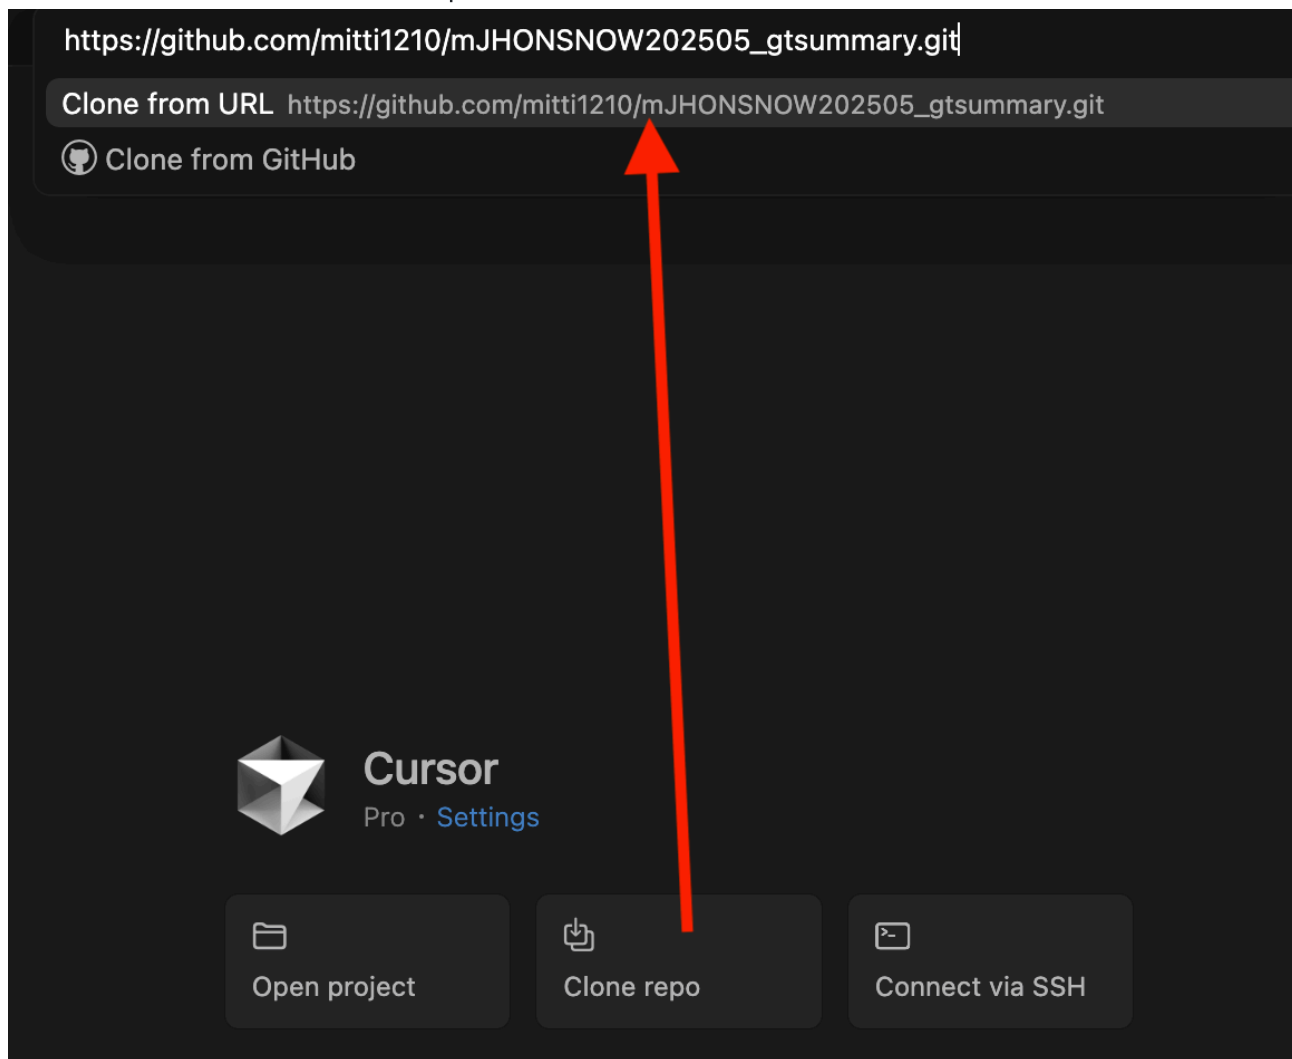 https://github.com/mitti1210/mJHONSNOW202505_gtsummary.git
Clone from URL https://github.com/mitti1210/mJHONSNOW202505_gtsummary.git
Clone from GitHub
Cursor
Pro · Settings
Open project
Clone repo
Connect via SSH